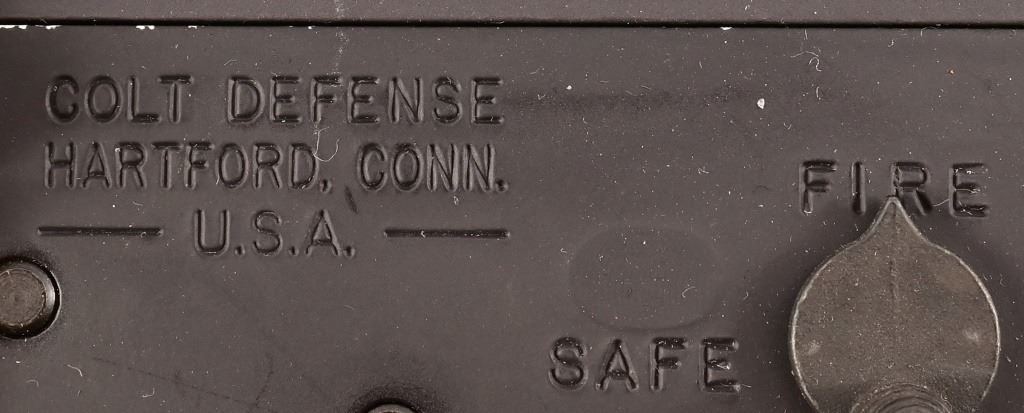 COLT DEFENSE
HARTFORD, CONN.
U.S.A.
FIRE
SAFE